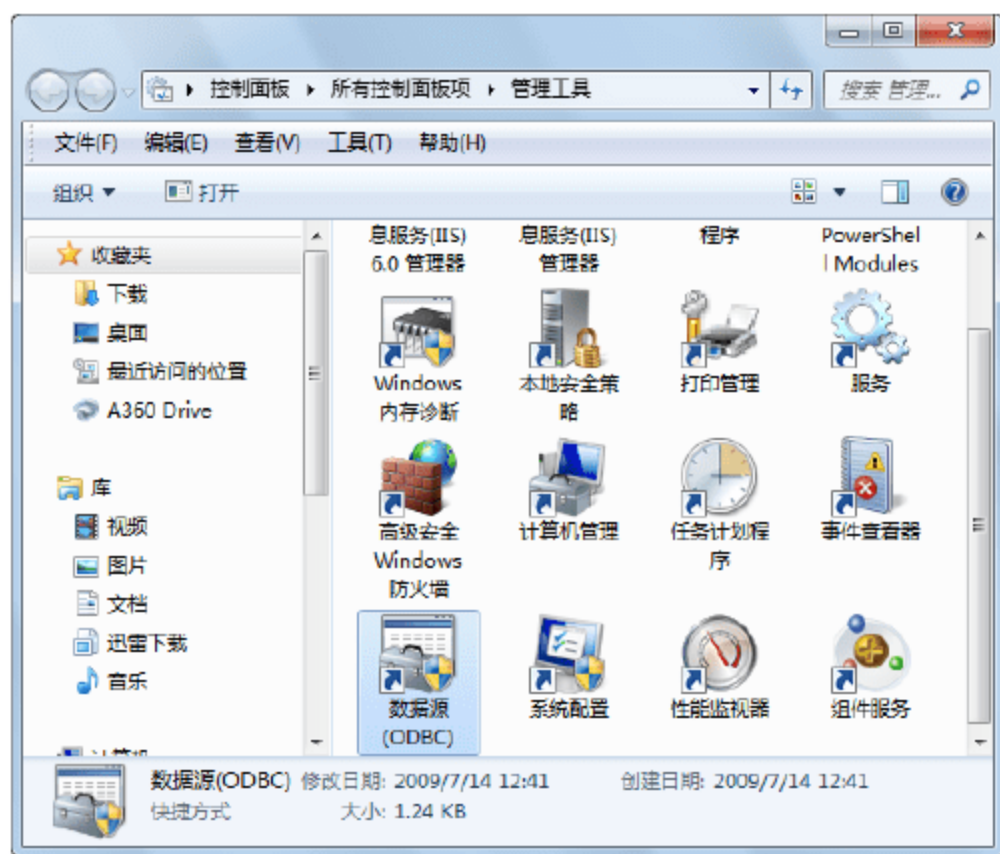 控制面板 ▸ 所有控制面板项 ▸ 管理工具
搜索 管理...
文件(F) 编辑(E) 查看(V) 工具(T) 帮助(H)
组织 打开
收藏夹
下载
桌面
最近访问的位置
A360 Drive
库
视频
图片
文档
迅雷下载
音乐
计算机
息服务(IIS) 6.0 管理器
息服务(IIS) 管理器
程序
PowerShel
l Modules
Windows
内存诊断
本地安全策
略
打印管理
服务
高级安全
Windows
防火墙
计算机管理
任务计划程
序
事件查看器
数据源
(ODBC)
系统配置
性能监视器
组件服务
数据源(ODBC) 修改日期: 2009/7/14 12:41 创建日期: 2009/7/14 12:41
快捷方式 大小: 1.24 KB